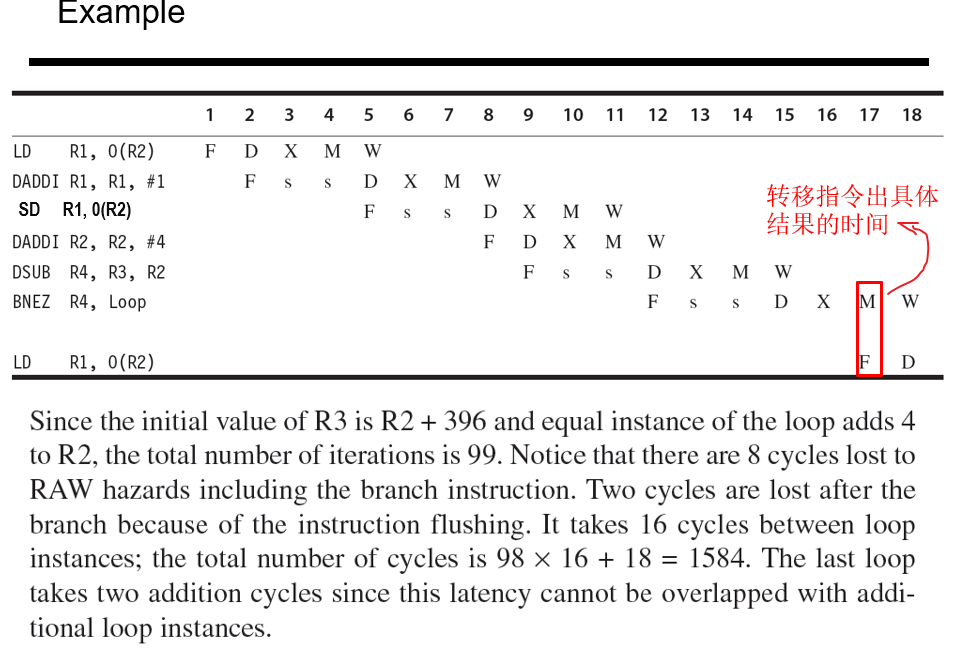 Example
1 2 3 4 5 6 7 8 9 10 11 12 13 14 15 16 17 18
LD R1, 0(R2) F D X M W
DADDI R1, R1, #1 F s s D X M W
SD R1, 0(R2) F s s D X M W
转移指令出具体
结果的时间
DADDI R2, R2, #4 F D X M W
DSUB R4, R3, R2 F s s D X M W
BNEZ R4, Loop F s s D X M W
LD R1, 0(R2) F D
Since the initial value of R3 is R2 + 396 and equal instance of the loop adds 4
to R2, the total number of iterations is 99. Notice that there are 8 cycles lost to
RAW hazards including the branch instruction. Two cycles are lost after the
branch because of the instruction flushing. It takes 16 cycles between loop
instances; the total number of cycles is 98 × 16 + 18 = 1584. The last loop
takes two addition cycles since this latency cannot be overlapped with addi-
tional loop instances.